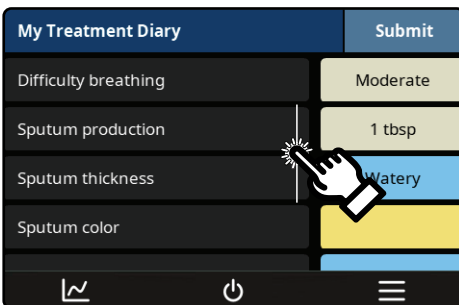 My Treatment Diary Submit
Difficulty breathing Moderate
Sputum production 1 tbsp
Sputum thickness Watery
Sputum color